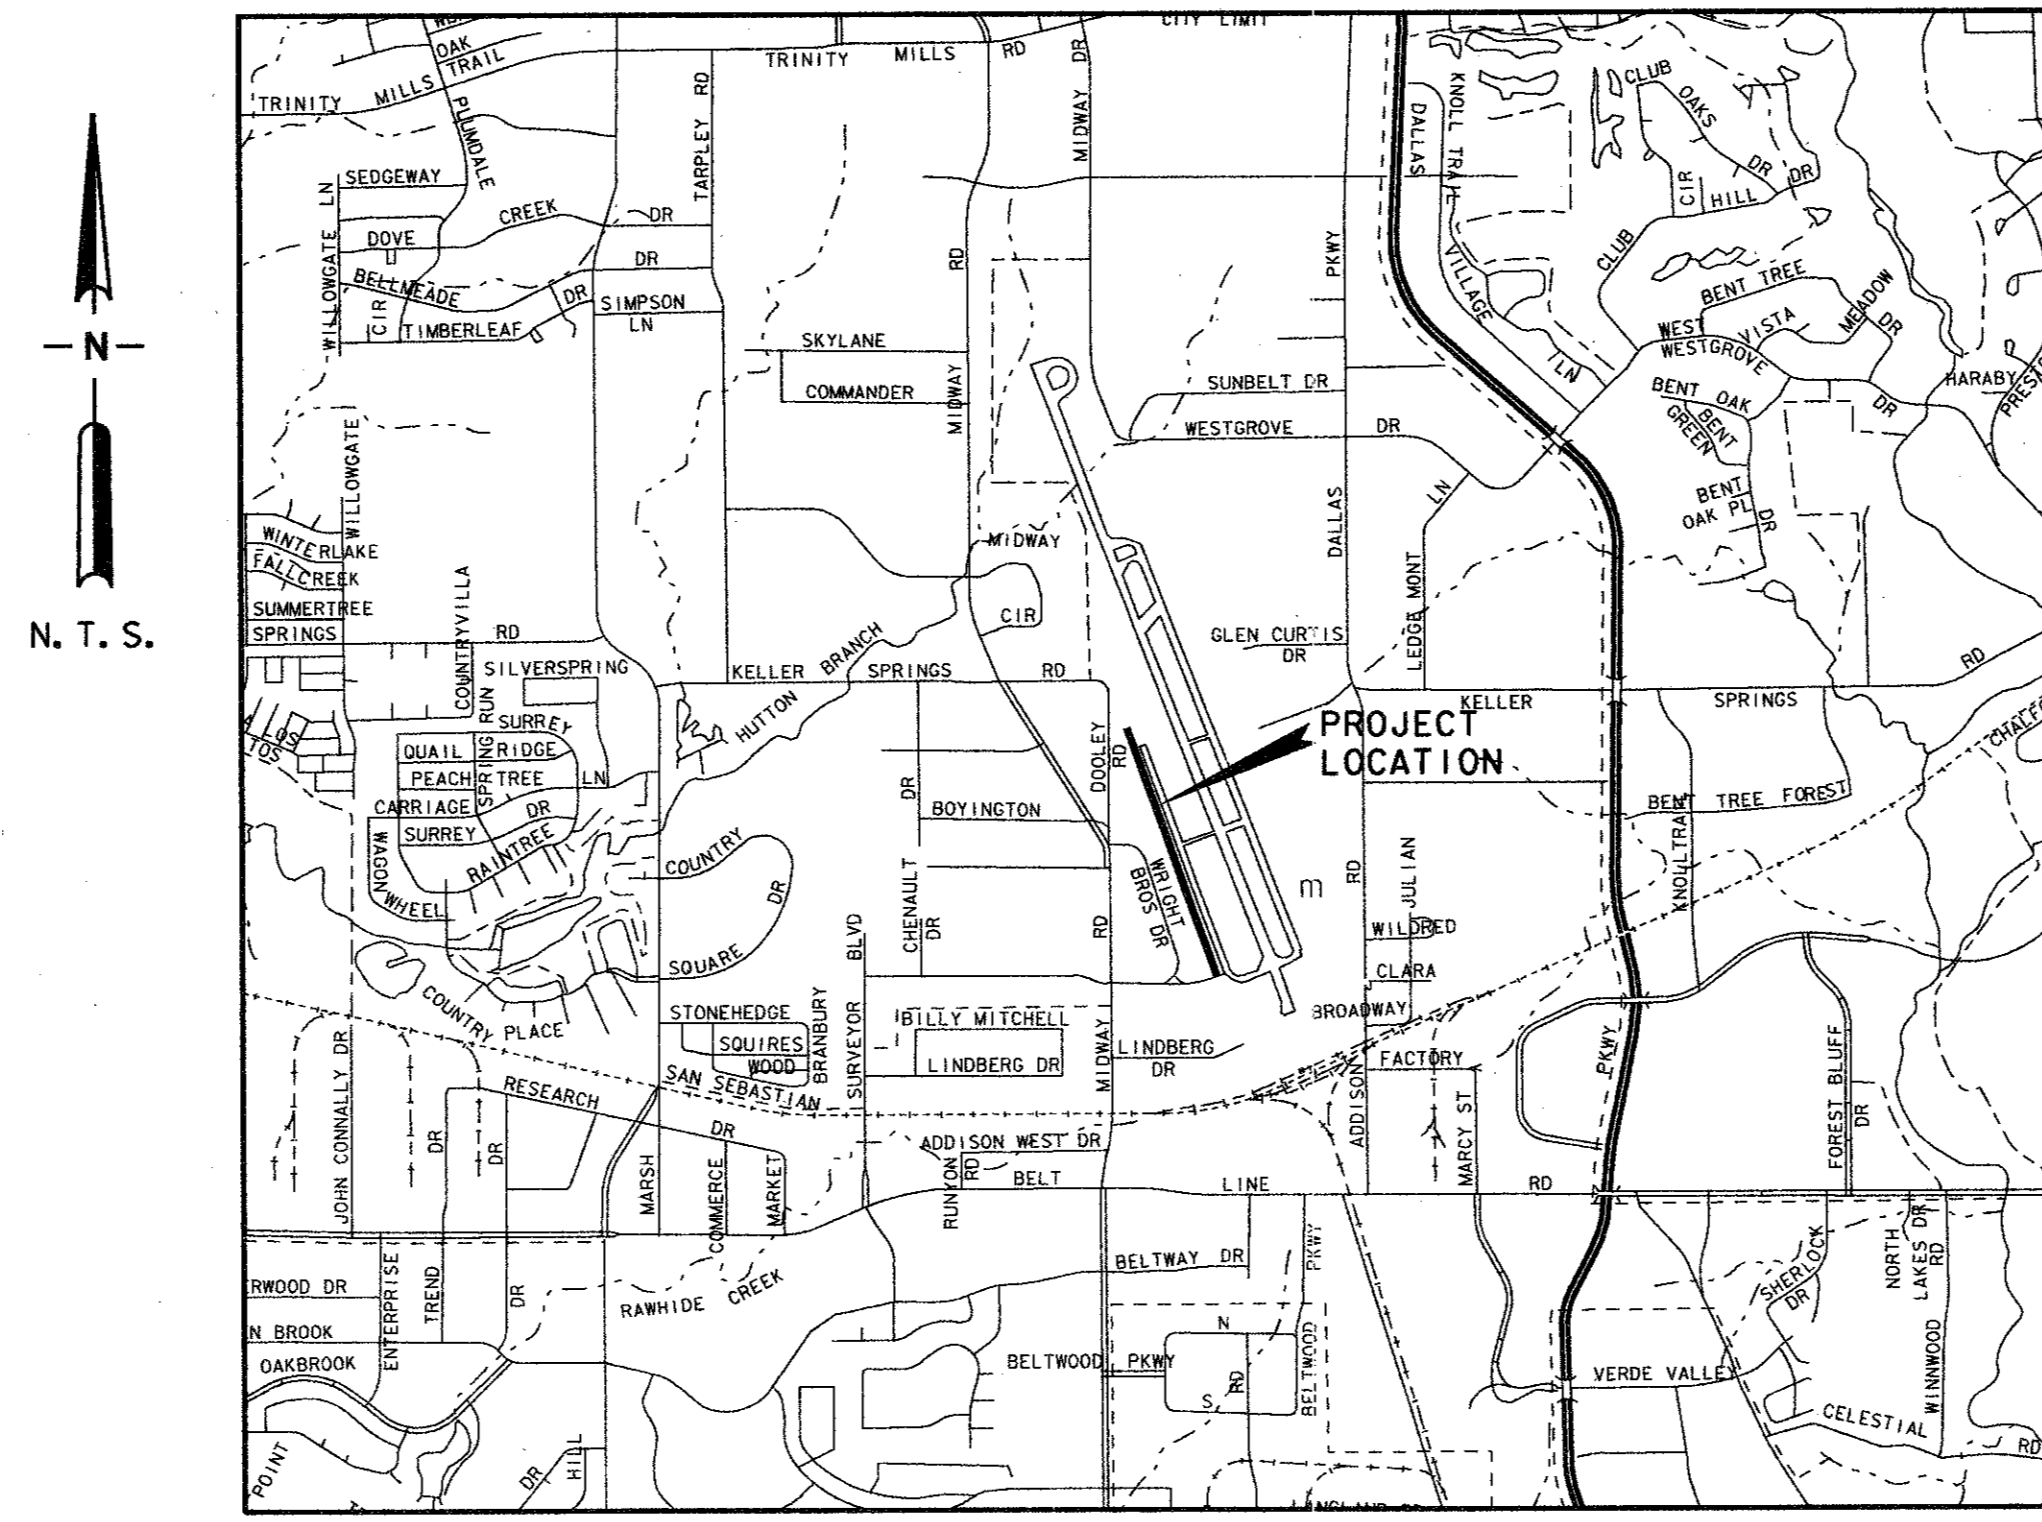 CITY LIMIT
OAK
TRAIL
TRINITY MILLS
TRINITY MILLS RD
PLUMDALE
TARPLEY RD
MIDWAY DR
DALLAS
KNOLL TRAIL
CLUB
OAKS
DR
DR
CIR
HILL
SEDGEWAY
WILLOWGATE LN
CREEK DR
DOVE
DR
BELLMEADE
DR
CIR
TIMBERLEAF
SIMPSON
LN
RD
PKWY
VILLAGE
LN
CLUB
BENT TREE
MEADOW
DR
WEST VISTA
WESTGROVE
— N —
SKYLANE
COMMANDER
MIDWAY
SUNBELT DR
WESTGROVE DR
BENT OAK
BENT
GREEN
DR
HARABY
WILLOWGATE
BENT
OAK PL
DR
LN
DALLAS
WINTERLAKE
FALLCREEK
SUMMERTREE
SPRINGS RD
COUNTRYVILLA
MIDWAY
CIR
GLEN CURTIS
DR
LEDGE MONT
N. T. S.
SILVERSPRING
KELLER SPRINGS RD
HUTTON BRANCH
KELLER SPRINGS
RD
SURREY
QUAIL RIDGE
PEACH TREE LN
CARRIAGE DR
SURREY
RAINTREE
SPRING RUN
WAGON
WHEEL
PROJECT
LOCATION
DOOLEY
RD
DR
BOYINGTON
BENT TREE FOREST
KNOLLTRAIL
COUNTRY
DR
SQUARE
CHENAULT
DR
RD
WRIGHT
BROS DR
m
RD
JULIAN
WILDRED
CLARA
BROADWAY
COUNTRY PLACE
STONEHEDGE
SQUIRES
WOOD
BRANBURY
SURVEYOR BLVD
BILLY MITCHELL
LINDBERG DR
MIDWAY
LINDBERG
DR
FACTORY
PKWY
FOREST BLUFF
DR
JOHN CONNALLY DR
RESEARCH
DR
SAN SEBASTIAN
DR
DR
MARSH
COMMERCE
MARKET
ADDISON WEST DR
RUNYON
RD
BELT LINE RD
ADDISON
MARCY ST
ENTERPRISE
TREND
DR
RAWHIDE CREEK
BELTWAY DR
PKWY
SHERLOCK
DR
NORTH
LAKES DR
RD
RWOOD DR
N BROOK
OAKBROOK
BELTWOOD PKWY
N
RD
S
BELTWOOD
VERDE VALLEY
WINNWOOD
CELESTIAL
RD
POINT
DR
HILL